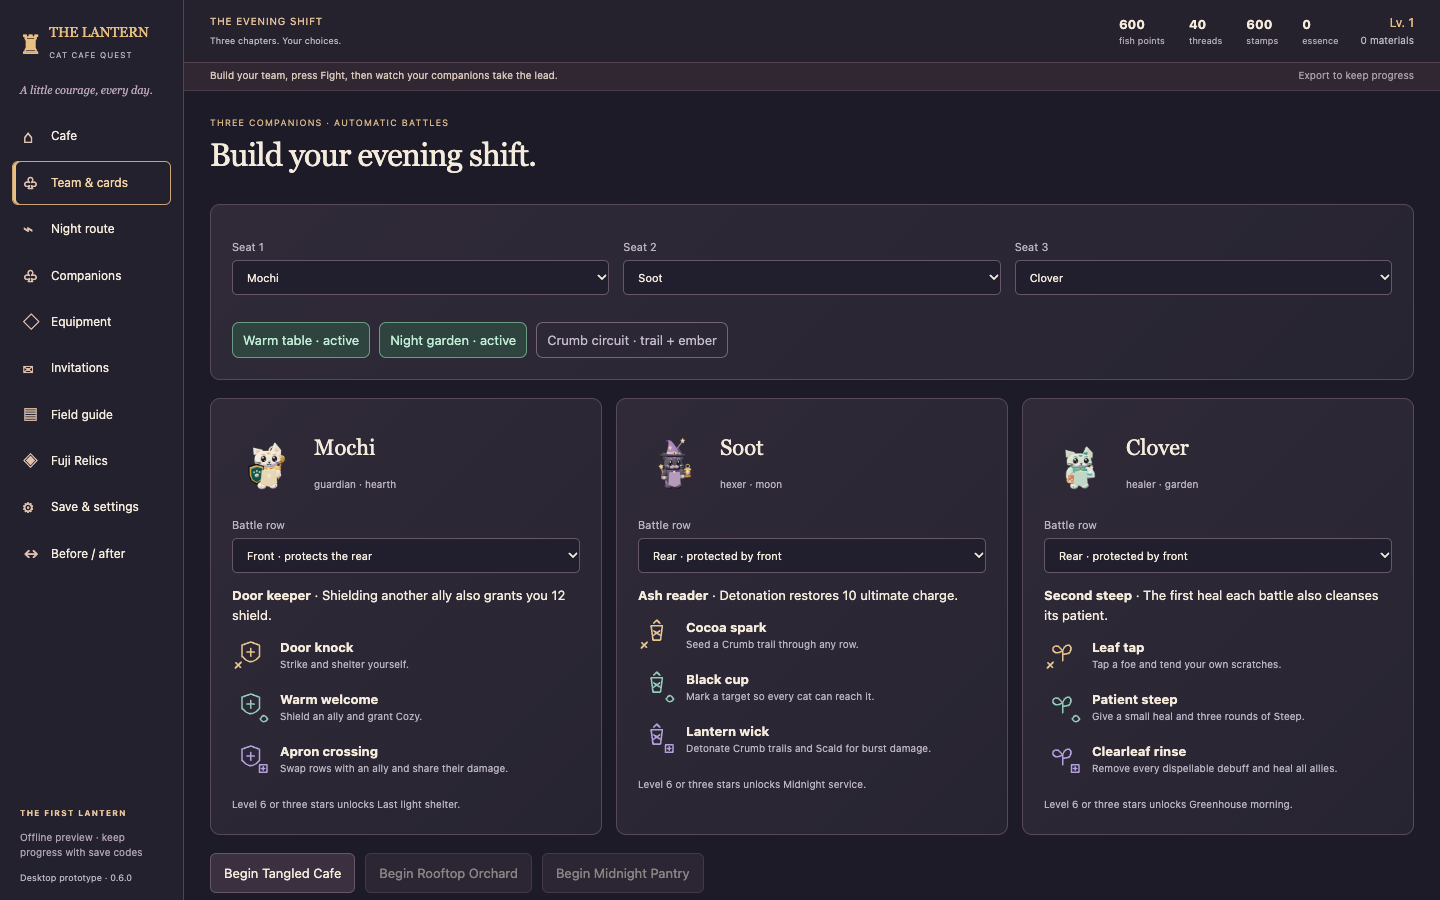 THE LANTERN
CAT CAFE QUEST
A little courage, every day.
Cafe
Team & cards
Night route
Companions
Equipment
Invitations
Field guide
Fuji Relics
Save & settings
Before / after
THE FIRST LANTERN
Offline preview · keep
progress with save codes
Desktop prototype · 0.6.0
THE EVENING SHIFT
Three chapters. Your choices.
600 40 600 0 Lv. 1
fish points threads stamps essence 0 materials
Build your team, press Fight, then watch your companions take the lead.
Export to keep progress
THREE COMPANIONS · AUTOMATIC BATTLES
Build your evening shift.
Seat 1 Seat 2 Seat 3
Mochi Soot Clover
Warm table · active Night garden · active Crumb circuit · trail + ember
Mochi
guardian · hearth
Battle row
Front · protects the rear
Door keeper · Shielding another ally also grants you 12
shield.
Door knock
Strike and shelter yourself.
Warm welcome
Shield an ally and grant Cozy.
Apron crossing
Swap rows with an ally and share their damage.
Level 6 or three stars unlocks Last light shelter.
Soot
hexer · moon
Battle row
Rear · protected by front
Ash reader · Detonation restores 10 ultimate charge.
Cocoa spark
Seed a Crumb trail through any row.
Black cup
Mark a target so every cat can reach it.
Lantern wick
Detonate Crumb trails and Scald for burst damage.
Level 6 or three stars unlocks Midnight service.
Clover
healer · garden
Battle row
Rear · protected by front
Second steep · The first heal each battle also cleanses
its patient.
Leaf tap
Tap a foe and tend your own scratches.
Patient steep
Give a small heal and three rounds of Steep.
Clearleaf rinse
Remove every dispellable debuff and heal all allies.
Level 6 or three stars unlocks Greenhouse morning.
Begin Tangled Cafe Begin Rooftop Orchard Begin Midnight Pantry